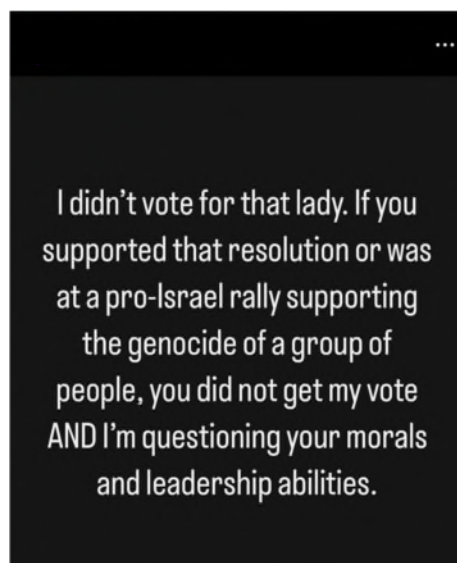 I didn't vote for that lady. If you
supported that resolution or was
at a pro-Israel rally supporting
the genocide of a group of
people, you did not get my vote
AND I'm questioning your morals
and leadership abilities.